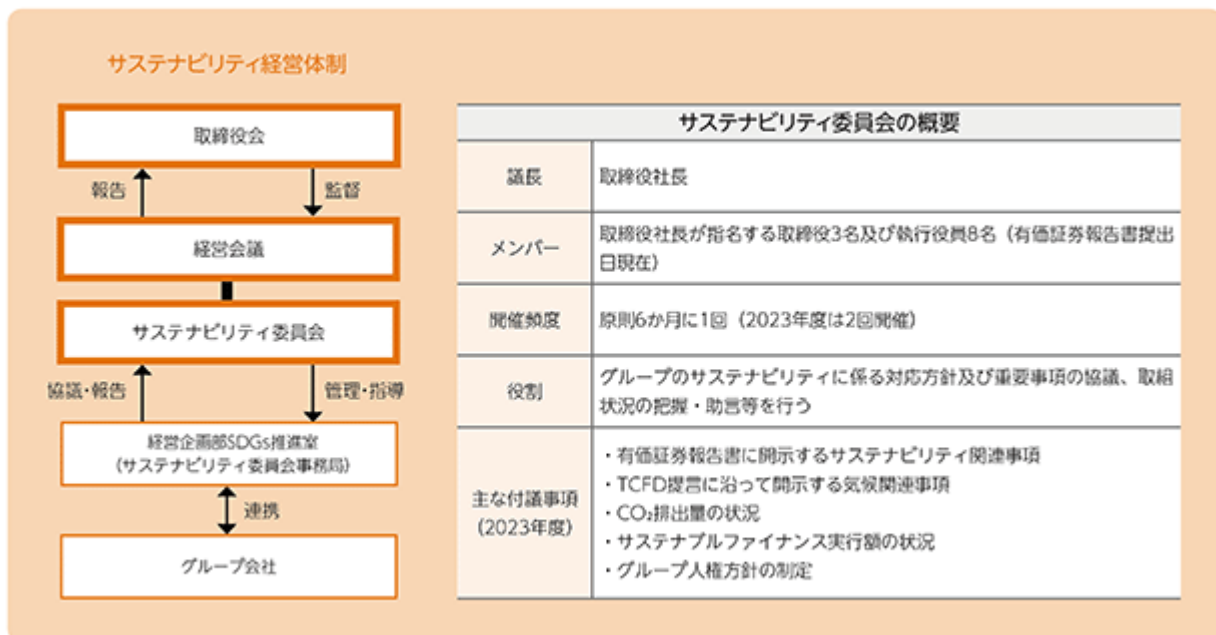 サステナビリティ経営体制
取締役会
報告
監督
経営会議
サステナビリティ委員会
協議・報告
管理・指導
経営企画部SDGs推進室
(サステナビリティ委員会事務局)
連携
グループ会社
サステナビリティ委員会の概要
議長
取締役社長
メンバー
取締役社長が指名する取締役3名及び執行役員8名（有価証券報告書提出
日現在）
開催頻度
原則6か月に1回（2023年度は2回開催）
役割
グループのサステナビリティに係る対応方針及び重要事項の協議、取組
状況の把握・助言等を行う
主な付議事項
（2023年度）
・有価証券報告書に開示するサステナビリティ関連事項
・TCFD提言に沿って開示する気候関連事項
・CO₂排出量の状況
・サステナブルファイナンス実行額の状況
・グループ人権方針の制定